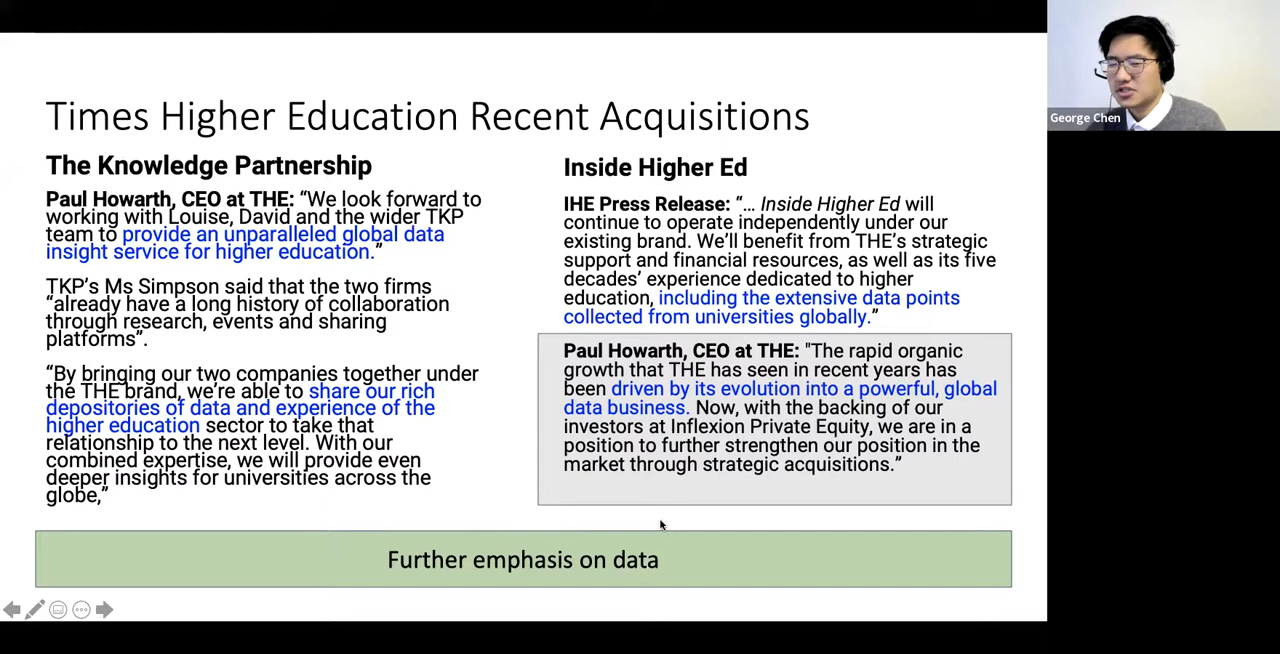 Times Higher Education Recent Acquisitions
The Knowledge Partnership
Paul Howarth, CEO at THE: “We look forward to
working with Louise, David and the wider TKP
team to provide an unparalleled global data
insight service for higher education.”
TKP’s Ms Simpson said that the two firms
“already have a long history of collaboration
through research, events and sharing
platforms”.
“By bringing our two companies together under
the THE brand, we’re able to share our rich
depositories of data and experience of the
higher education sector to take that
relationship to the next level. With our
combined expertise, we will provide even
deeper insights for universities across the
globe,”
Inside Higher Ed
IHE Press Release: “… Inside Higher Ed will
continue to operate independently under our
existing brand. We’ll benefit from THE’s strategic
support and financial resources, as well as its five
decades’ experience dedicated to higher
education, including the extensive data points
collected from universities globally.”
Paul Howarth, CEO at THE: "The rapid organic
growth that THE has seen in recent years has
been driven by its evolution into a powerful, global
data business. Now, with the backing of our
investors at Inflexion Private Equity, we are in a
position to further strengthen our position in the
market through strategic acquisitions.”
Further emphasis on data
George Chen